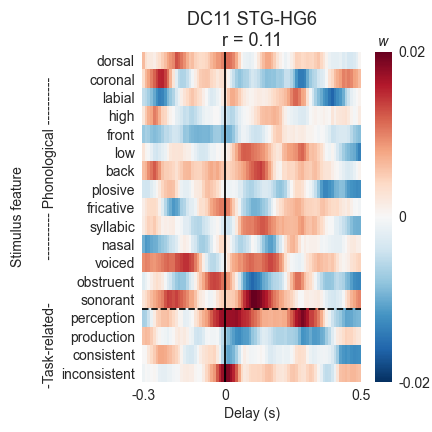 DC11 STG-HG6
r = 0.11
w
dorsal
coronal
labial
high
front
low
back
plosive
fricative
syllabic
nasal
voiced
obstruent
sonorant
perception
production
consistent
inconsistent
Stimulus feature
-Task-related- ---------- Phonological ----------
0.02
0
-0.02
-0.3 0 0.5
Delay (s)